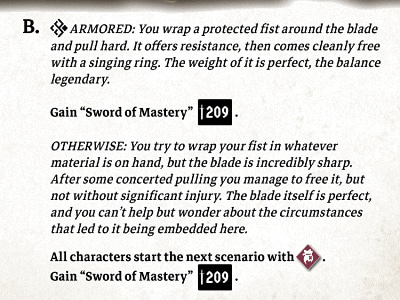 B. ARMORED: You wrap a protected fist around the blade
and pull hard. It offers resistance, then comes cleanly free
with a singing ring. The weight of it is perfect, the balance
legendary.
Gain “Sword of Mastery” 209 .
OTHERWISE: You try to wrap your fist in whatever
material is on hand, but the blade is incredibly sharp.
After some concerted pulling you manage to free it, but
not without significant injury. The blade itself is perfect,
and you can't help but wonder about the circumstances
that led to it being embedded here.
All characters start the next scenario with .
Gain “Sword of Mastery” 209 .